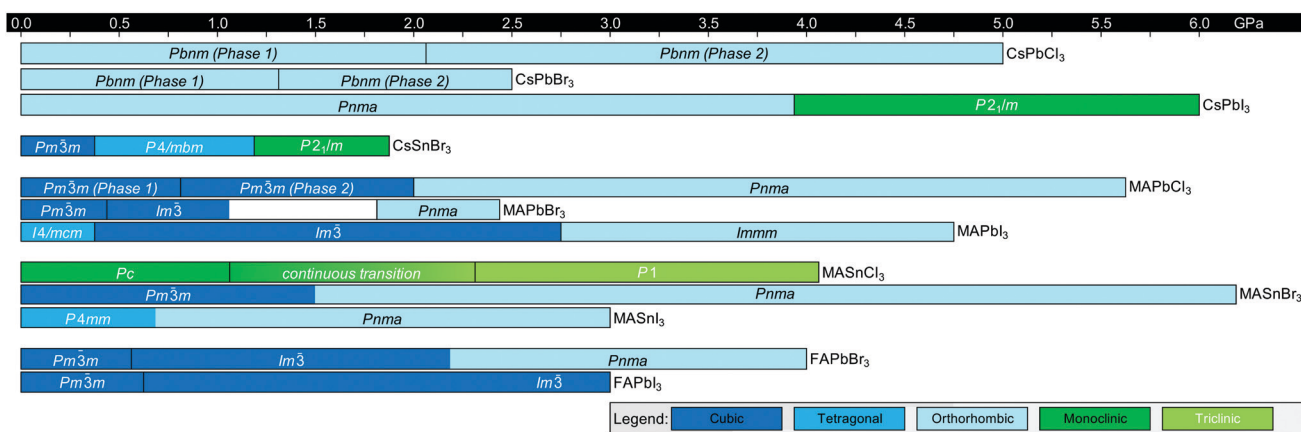 0.0 0.5 1.0 1.5 2.0 2.5 3.0 3.5 4.0 4.5 5.0 5.5 6.0 GPa
Pbnm (Phase 1) Pbnm (Phase 2) CsPbCl₃
Pbnm (Phase 1) Pbnm (Phase 2) CsPbBr₃
Pnma P2₁/m CsPbI₃
Pm3̄m P4/mbm P2₁/m CsSnBr₃
Pm3̄m (Phase 1) Pm3̄m (Phase 2) Pnma MAPbCl₃
Pm3̄m Im3̄ Pnma MAPbBr₃
I4/mcm Im3̄ Immm MAPbI₃
Pc continuous transition P1 MASnCl₃
Pm3̄m Pnma MASnBr₃
P4mm Pnma MASnI₃
Pm3̄m Im3̄ Pnma FAPbBr₃
Pm3̄m Im3̄ FAPbI₃
Legend: Cubic Tetragonal Orthorhombic Monoclinic Triclinic